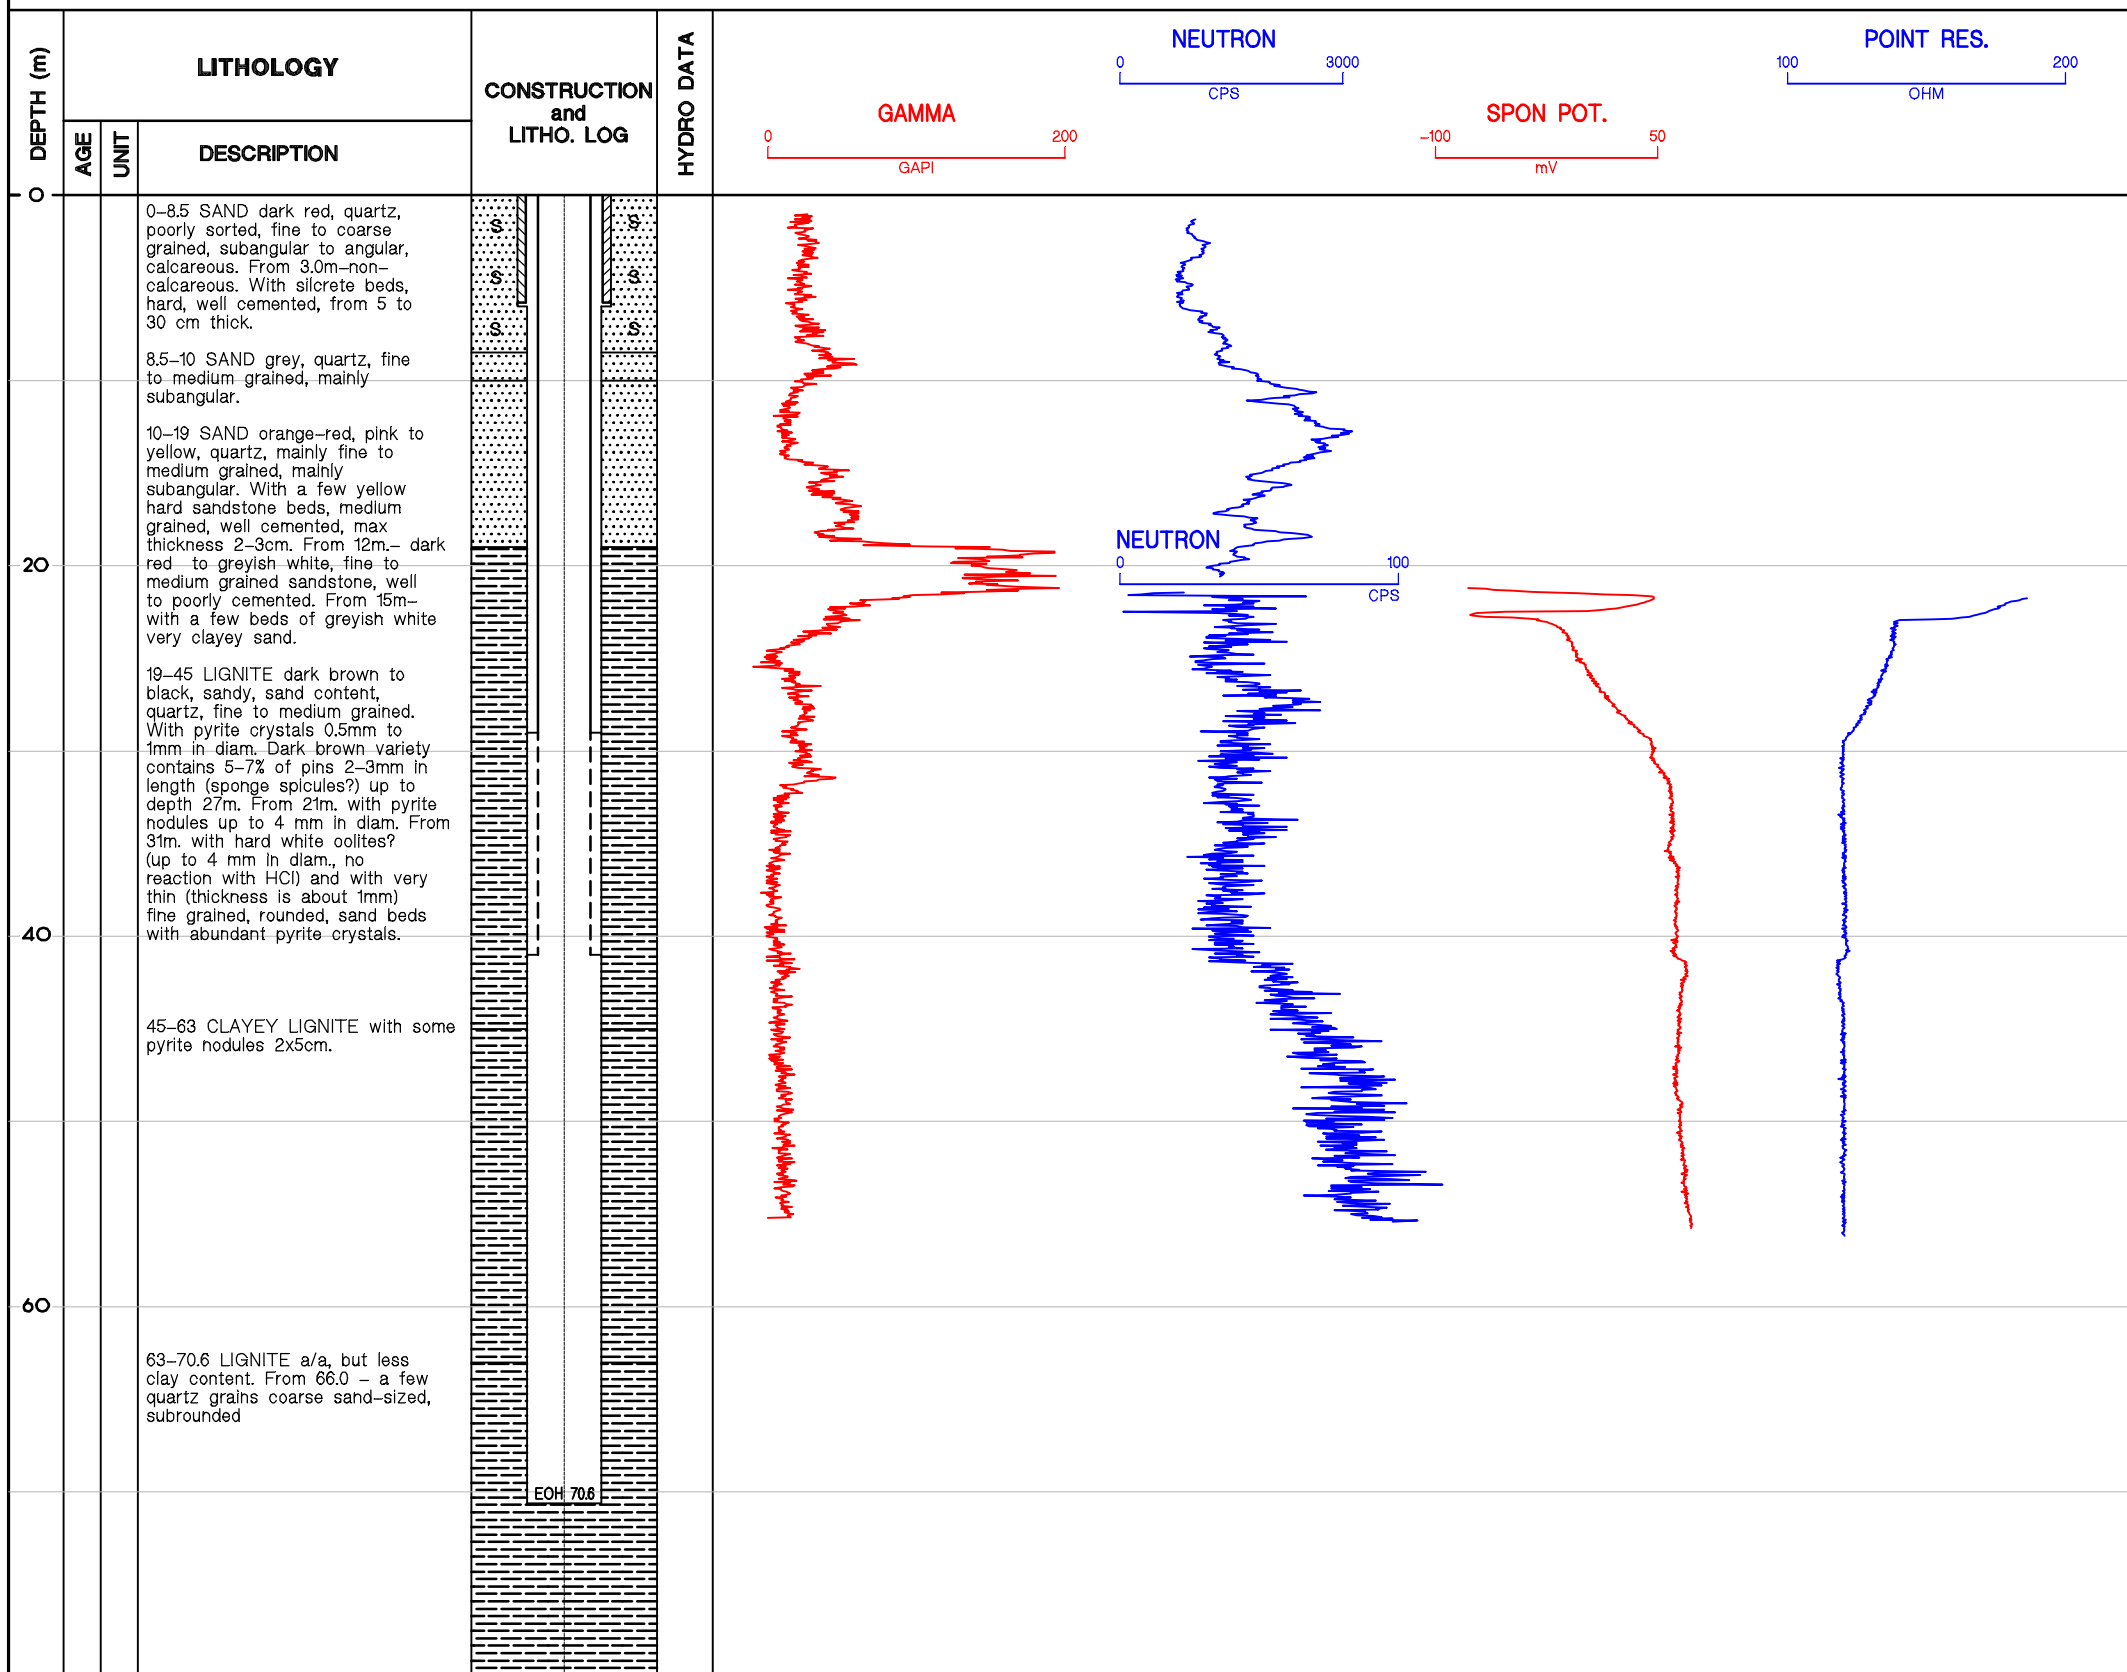 DEPTH (m)
LITHOLOGY
AGE
UNIT
DESCRIPTION
CONSTRUCTION
and
LITHO. LOG
HYDRO DATA
GAMMA
0 200
GAPI
NEUTRON
0 3000
CPS
SPON POT.
-100 50
mV
POINT RES.
100 200
OHM
0
20
40
60
0-8.5 SAND dark red, quartz,
poorly sorted, fine to coarse
grained, subangular to angular,
calcareous. From 3.0m-non-
calcareous. With silcrete beds,
hard, well cemented, from 5 to
30 cm thick.
8.5-10 SAND grey, quartz, fine
to medium grained, mainly
subangular.
10-19 SAND orange-red, pink to
yellow, quartz, mainly fine to
medium grained, mainly
subangular. With a few yellow
hard sandstone beds, medium
grained, well cemented, max
thickness 2-3cm. From 12m.- dark
red to greyish white, fine to
medium grained sandstone, well
to poorly cemented. From 15m-
with a few beds of greyish white
very clayey sand.
19-45 LIGNITE dark brown to
black, sandy, sand content,
quartz, fine to medium grained.
With pyrite crystals 0.5mm to
1mm in diam. Dark brown variety
contains 5-7% of pins 2-3mm in
length (sponge spicules?) up to
depth 27m. From 21m. with pyrite
nodules up to 4 mm in diam. From
31m. with hard white oolites?
(up to 4 mm in diam., no
reaction with HCl) and with very
thin (thickness is about 1mm)
fine grained, rounded, sand beds
with abundant pyrite crystals.
45-63 CLAYEY LIGNITE with some
pyrite nodules 2x5cm.
63-70.6 LIGNITE a/a, but less
clay content. From 66.0 - a few
quartz grains coarse sand-sized,
subrounded
S S
S S
S S
EOH 70.6
NEUTRON
0 100
CPS